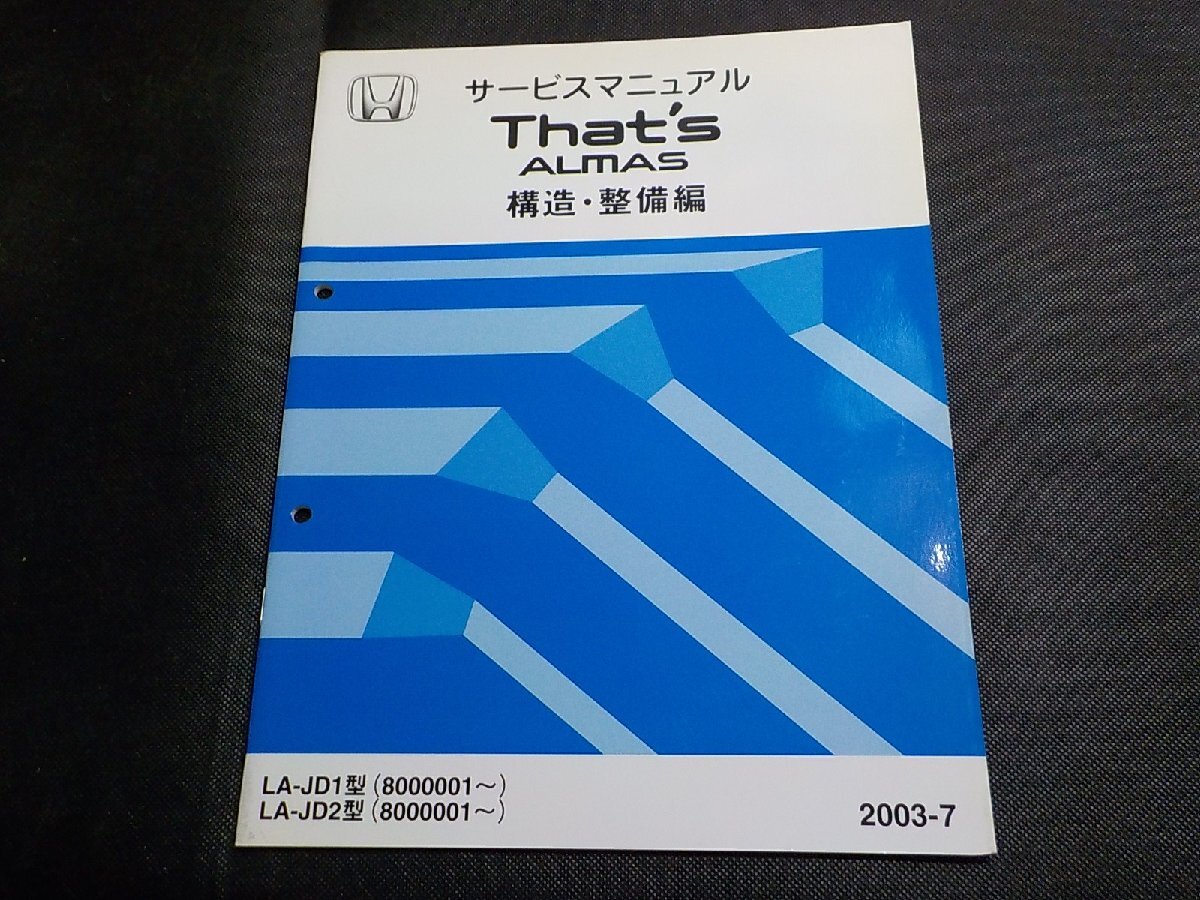 サービスマニュアル
That's
ALMAS
構造・整備編
LA-JD1型(8000001～)
LA-JD2型(8000001～)
2003-7